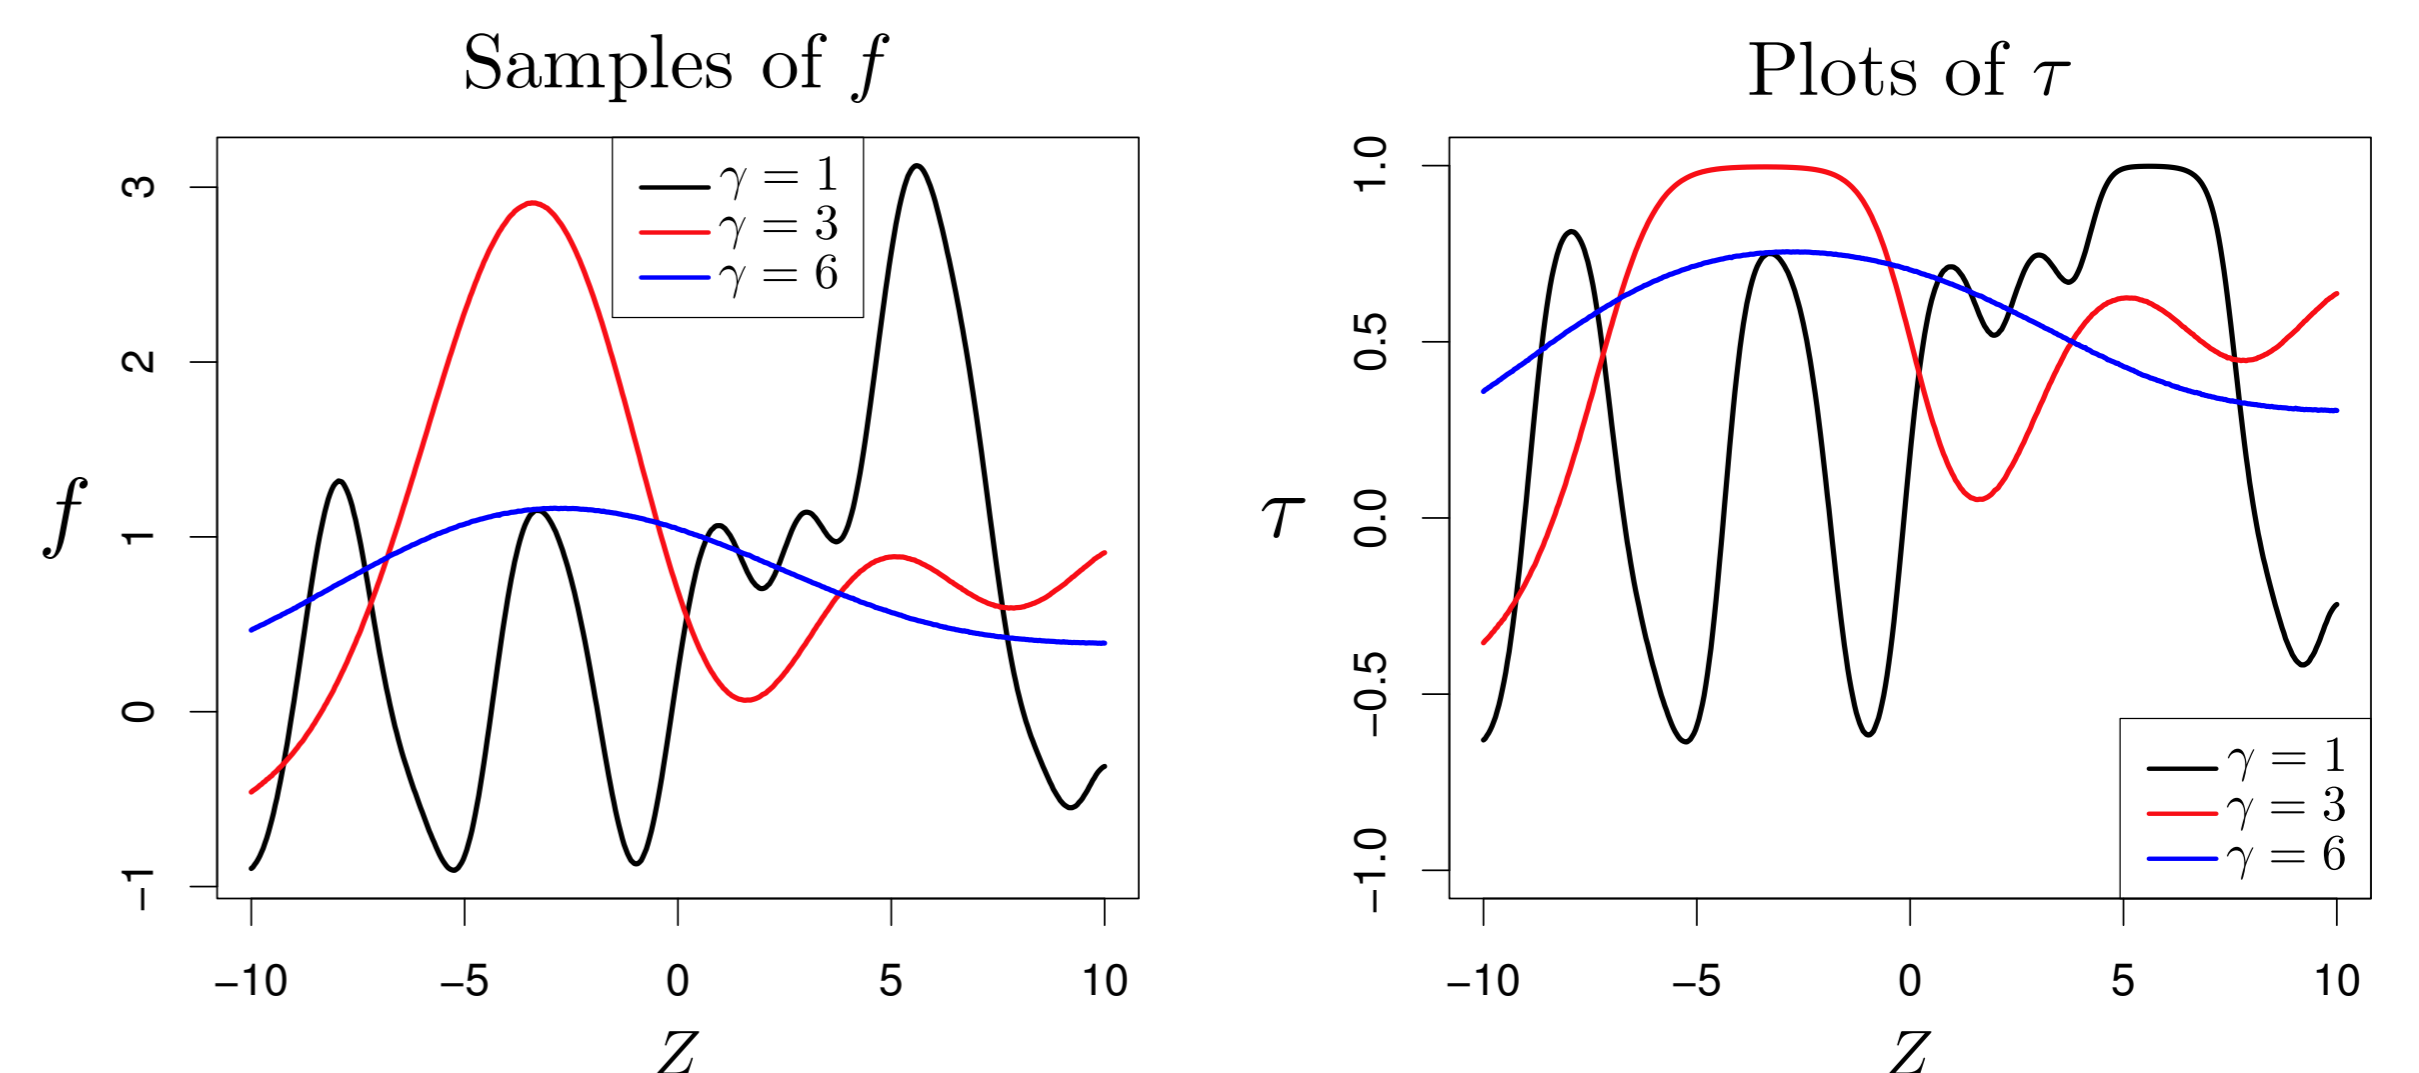 Samples of f
f
3
2
1
0
−1
γ = 1
γ = 3
γ = 6
−10 −5 0 5 10
Z
Plots of τ
τ
1.0
0.5
0.0
−0.5
−1.0
γ = 1
γ = 3
γ = 6
−10 −5 0 5 10
Z